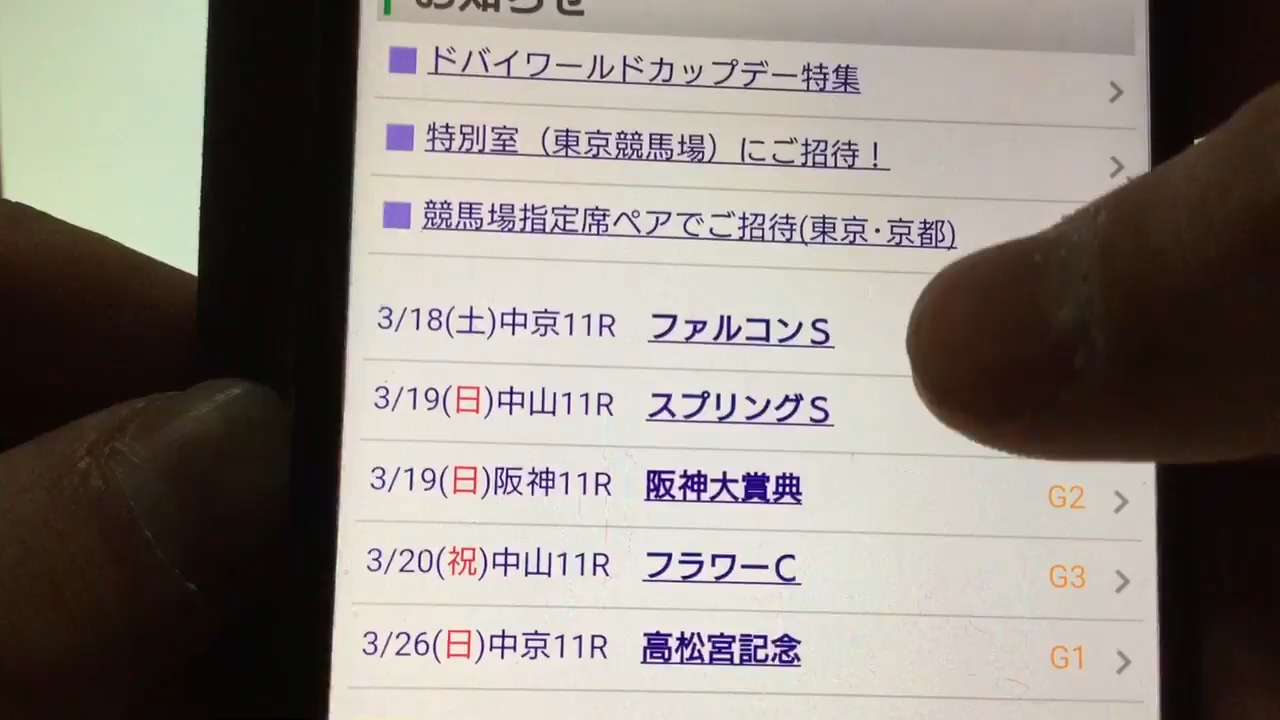 お知らせ
ドバイワールドカップデー特集
特別室（東京競馬場）にご招待！
競馬場指定席ペアでご招待(東京・京都)
3/18(土)中京11R ファルコンS
3/19(日)中山11R スプリングS
3/19(日)阪神11R 阪神大賞典 G2
3/20(祝)中山11R フラワーC G3
3/26(日)中京11R 高松宮記念 G1